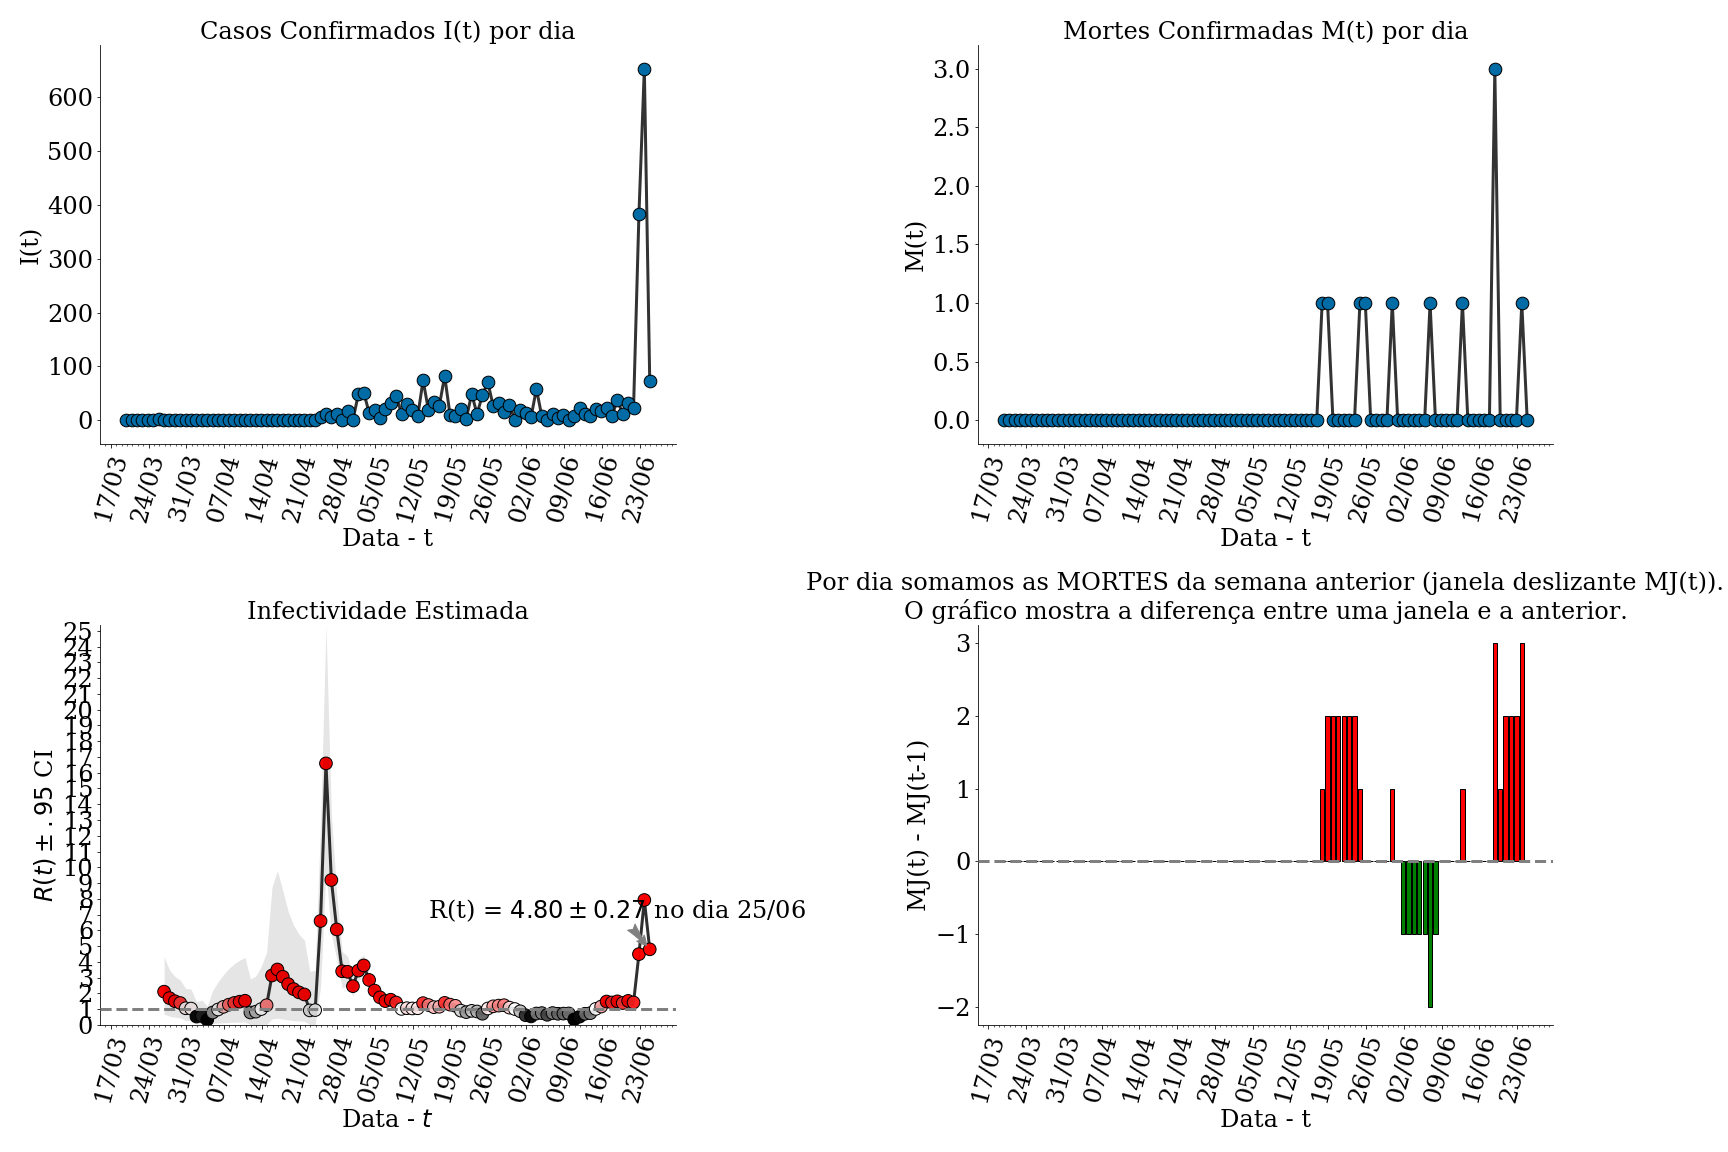 Casos Confirmados I(t) por dia
I(t)
600
500
400
300
200
100
0
17/03 24/03 31/03 07/04 14/04 21/04 28/04 05/05 12/05 19/05 26/05 02/06 09/06 16/06 23/06
Data - t
Mortes Confirmadas M(t) por dia
M(t)
3.0
2.5
2.0
1.5
1.0
0.5
0.0
17/03 24/03 31/03 07/04 14/04 21/04 28/04 05/05 12/05 19/05 26/05 02/06 09/06 16/06 23/06
Data - t
Infectividade Estimada
R(t) ± .95 CI
25
24
23
22
21
20
19
18
17
16
15
14
13
12
11
10
9
8
7
6
5
4
3
2
1
0
R(t) = 4.80 ± 0.27 no dia 25/06
17/03 24/03 31/03 07/04 14/04 21/04 28/04 05/05 12/05 19/05 26/05 02/06 09/06 16/06 23/06
Data - t
Por dia somamos as MORTES da semana anterior (janela deslizante MJ(t)).
O gráfico mostra a diferença entre uma janela e a anterior.
MJ(t) - MJ(t-1)
3
2
1
0
−1
−2
17/03 24/03 31/03 07/04 14/04 21/04 28/04 05/05 12/05 19/05 26/05 02/06 09/06 16/06 23/06
Data - t